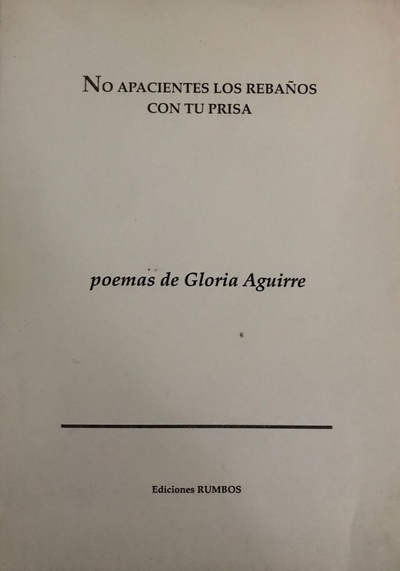 NO APACIENTES LOS REBAÑOS
CON TU PRISA
poemas de Gloria Aguirre
Ediciones RUMBOS